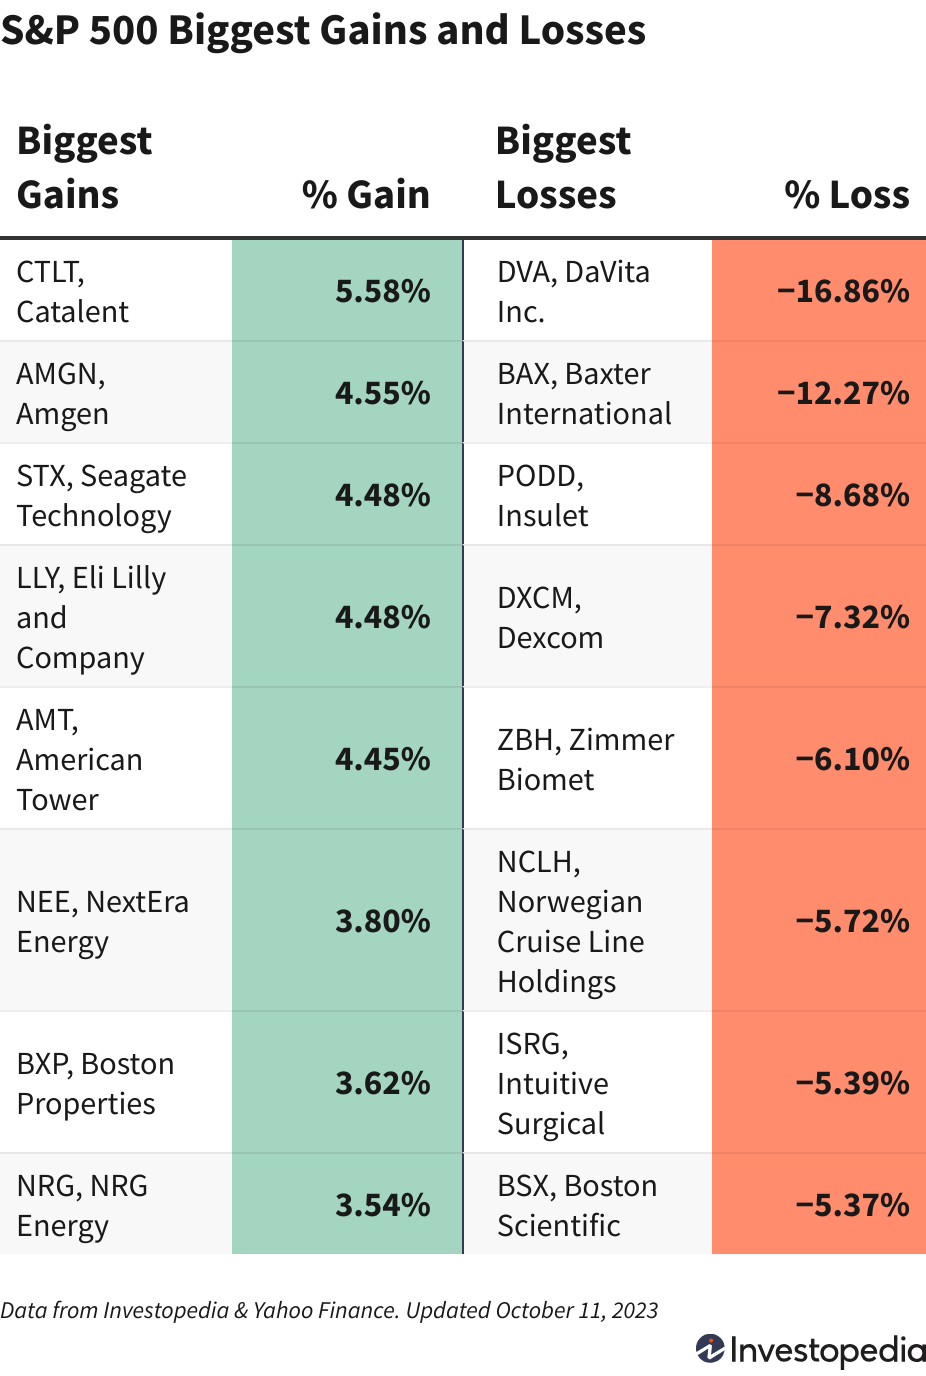 S&P 500 Biggest Gains and Losses
Biggest
Gains
% Gain
Biggest
Losses
% Loss
CTLT,
Catalent
5.58%
DVA, DaVita
Inc.
−16.86%
AMGN,
Amgen
4.55%
BAX, Baxter
International
−12.27%
STX, Seagate
Technology
4.48%
PODD,
Insulet
−8.68%
LLY, Eli Lilly
and
Company
4.48%
DXCM,
Dexcom
−7.32%
AMT,
American
Tower
4.45%
ZBH, Zimmer
Biomet
−6.10%
NEE, NextEra
Energy
3.80%
NCLH,
Norwegian
Cruise Line
Holdings
−5.72%
BXP, Boston
Properties
3.62%
ISRG,
Intuitive
Surgical
−5.39%
NRG, NRG
Energy
3.54%
BSX, Boston
Scientific
−5.37%
Data from Investopedia & Yahoo Finance. Updated October 11, 2023
Investopedia